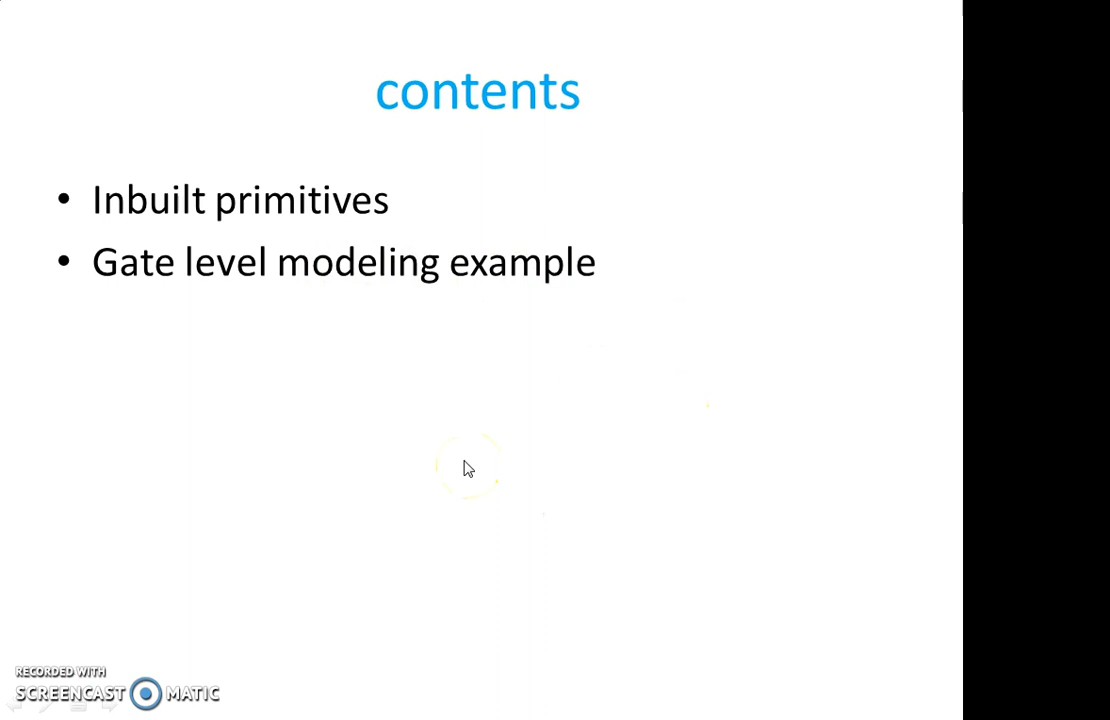 contents
• Inbuilt primitives
• Gate level modeling example
RECORDED WITH
SCREENCAST MATIC